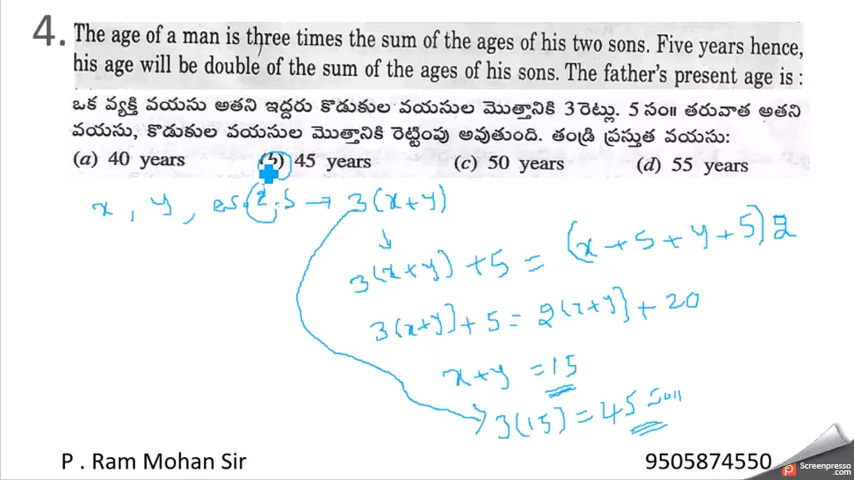 4. The age of a man is three times the sum of the ages of his two sons. Five years hence,
his age will be double of the sum of the ages of his sons. The father's present age is :
ఒక వ్యక్తి వయసు అతని ఇద్దరు కొడుకుల వయసుల మొత్తానికి 3 రెట్లు. 5 సం॥ తరువాత అతని
వయసు, కొడుకుల వయసుల మొత్తానికి రెట్టింపు అవుతుంది. తండ్రి ప్రస్తుత వయసు:
(a) 40 years (b) 45 years (c) 50 years (d) 55 years
x , y , → 3(x+y)
3(x+y) + 5 = (x + 5 + y + 5) 2
3(x+y) + 5 = 2(x+y) + 20
x+y = 15
3(15) = 45 సం॥
P . Ram Mohan Sir 9505874550
Screenpresso
.com